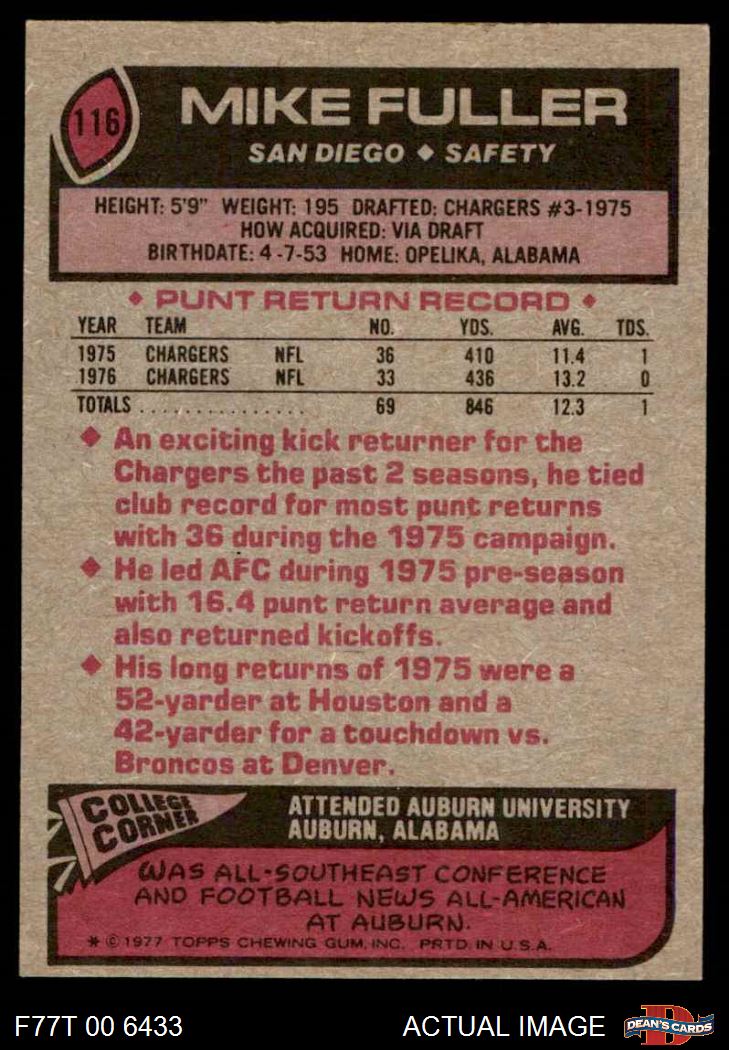 116
MIKE FULLER
SAN DIEGO ◆ SAFETY
HEIGHT: 5'9" WEIGHT: 195 DRAFTED: CHARGERS #3-1975
HOW ACQUIRED: VIA DRAFT
BIRTHDATE: 4-7-53 HOME: OPELIKA, ALABAMA
◆ PUNT RETURN RECORD ◆
YEAR TEAM NO. YDS. AVG. TDS.
1975 CHARGERS NFL 36 410 11.4 1
1976 CHARGERS NFL 33 436 13.2 0
TOTALS . . . . . . . . . . . . . . . 69 846 12.3 1
◆ An exciting kick returner for the
Chargers the past 2 seasons, he tied
club record for most punt returns
with 36 during the 1975 campaign.
◆ He led AFC during 1975 pre-season
with 16.4 punt return average and
also returned kickoffs.
◆ His long returns of 1975 were a
52-yarder at Houston and a
42-yarder for a touchdown vs.
Broncos at Denver.
COLLEGE
CORNER
ATTENDED AUBURN UNIVERSITY
AUBURN, ALABAMA
WAS ALL-SOUTHEAST CONFERENCE
AND FOOTBALL NEWS ALL-AMERICAN
AT AUBURN.
* © 1977 TOPPS CHEWING GUM, INC. PRTD. IN U.S.A.
F77T 00 6433
ACTUAL IMAGE
D
DEAN'S CARDS